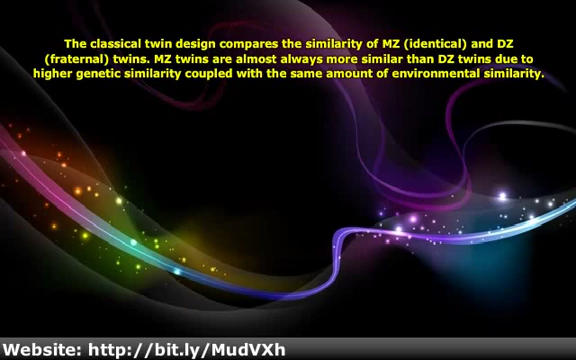 The classical twin design compares the similarity of MZ (identical) and DZ
(fraternal) twins. MZ twins are almost always more similar than DZ twins due to
higher genetic similarity coupled with the same amount of environmental similarity.
Website: http://bit.ly/MudVXh